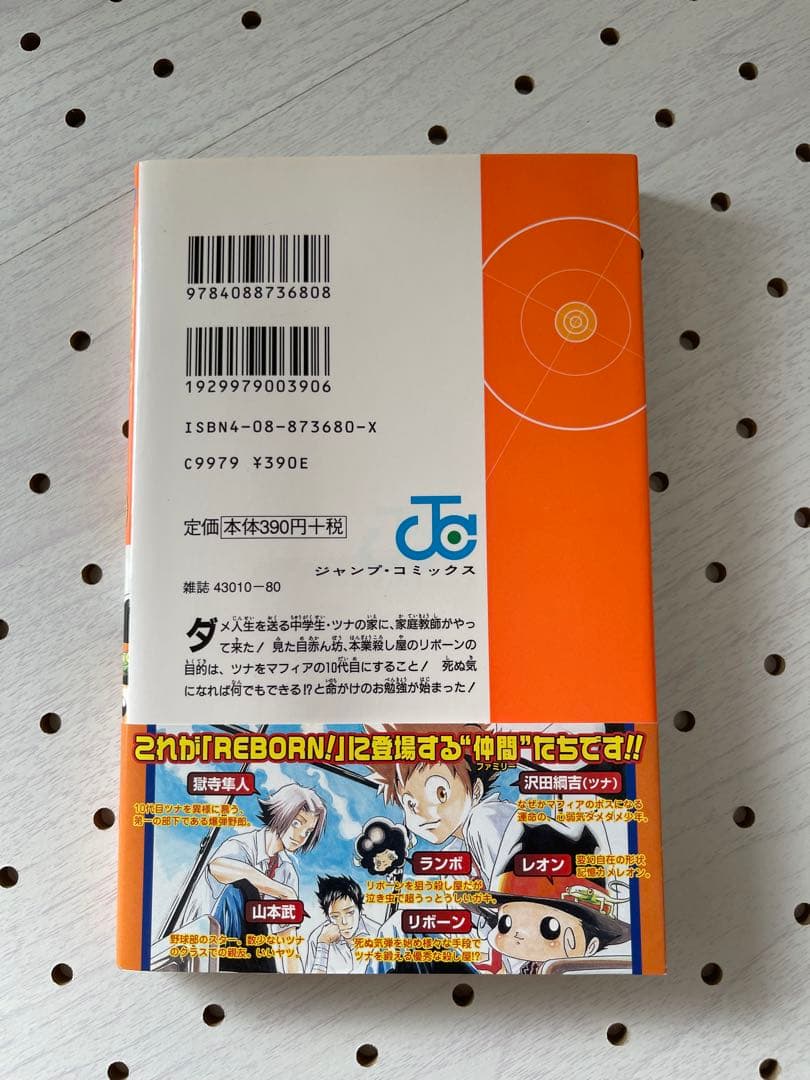 9784088736808
1929979003906
ISBN4-08-873680-X
C9979 ¥390E
定価 本体390円+税
JC
ジャンプ・コミックス
雑誌 43010-80
ダメ人生を送る中学生・ツナの家に、家庭教師がやっ
て来た! 見た目赤ん坊、本業殺し屋のリボーンの
目的は、ツナをマフィアの10代目にすること! 死ぬ気
になれば何でもできる!?と命がけのお勉強が始まった!
これが「REBORN!」に登場する“仲間”たちです!!
ファミリー
獄寺隼人
10代目ツナを異様に慕う、
第一の部下である爆弾野郎。
沢田綱吉(ツナ)
なぜかマフィアのボスになる
運命の、心弱気ダメダメ少年。
ランボ
リボーンを狙う殺し屋だが
泣き虫で超うっとうしいガキ。
レオン
変幻自在の形状
記憶カメレオン。
山本武
野球部のスター。数少ないツナ
のクラスでの親友。いいヤツ。
リボーン
死ぬ気弾を始め様々な手段で
ツナを鍛える優秀な殺し屋!?